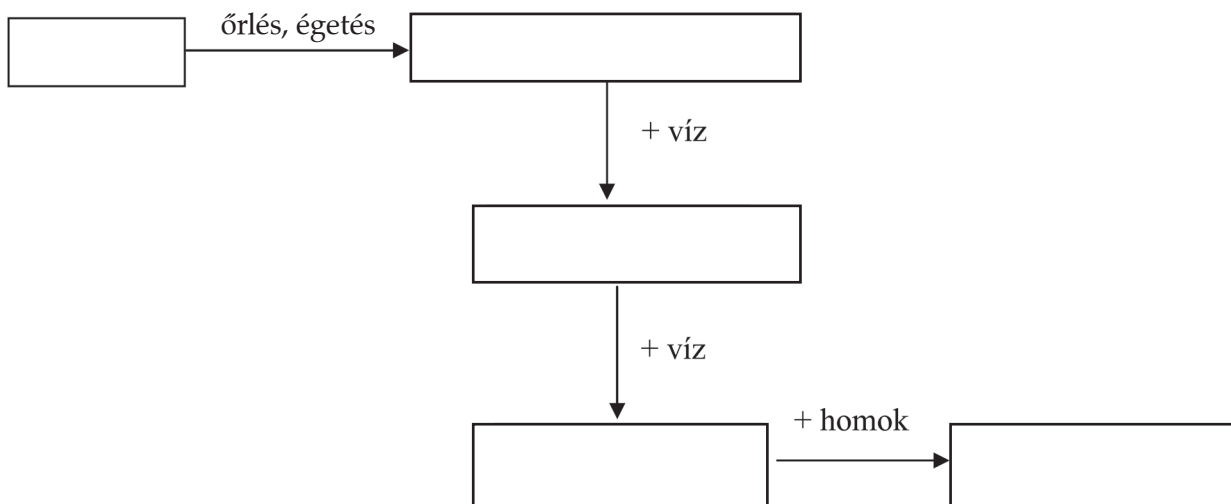 őrlés, égetés
+ víz
+ víz
+ homok